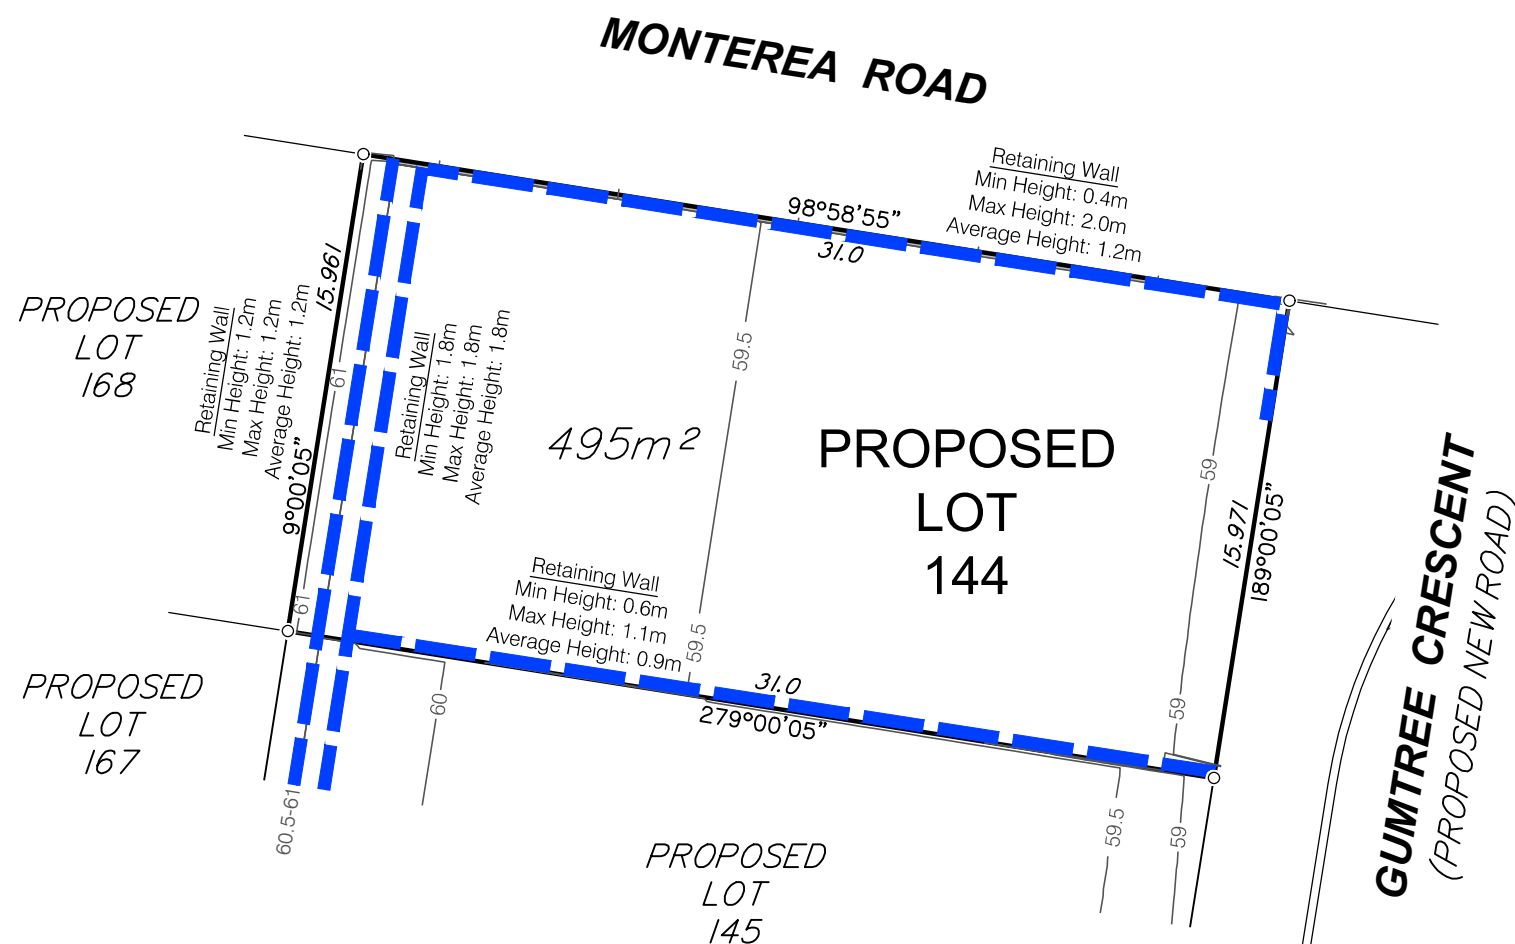 MONTEREA ROAD
Retaining Wall
Min Height: 0.4m
Max Height: 2.0m
Average Height: 1.2m
98°58'55"
31.0
15.961
9°00'05"
PROPOSED
LOT
168
Retaining Wall
Min Height: 1.2m
Max Height: 1.2m
Average Height: 1.2m
61
61
Retaining Wall
Min Height: 1.8m
Max Height: 1.8m
Average Height: 1.8m
495m²
59.5
59.5
PROPOSED
LOT
144
59
59
15.971
189°00'05"
GUMTREE CRESCENT
(PROPOSED NEW ROAD)
Retaining Wall
Min Height: 0.6m
Max Height: 1.1m
Average Height: 0.9m
31.0
279°00'05"
PROPOSED
LOT
167
60
60.5-61
59.5
59
PROPOSED
LOT
145